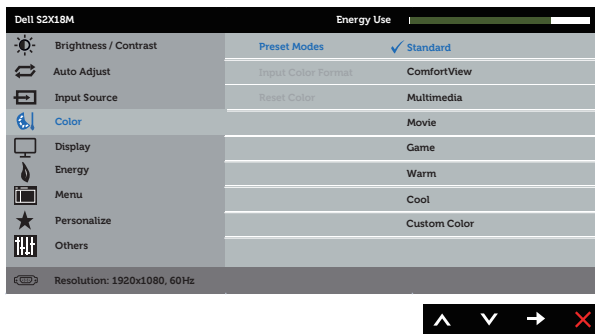 Dell S2X18M Energy Use
Brightness / Contrast Preset Modes Standard
Auto Adjust Input Color Format ComfortView
Input Source Reset Color Multimedia
Color Movie
Display Game
Energy Warm
Menu Cool
Personalize Custom Color
Others
Resolution: 1920x1080, 60Hz